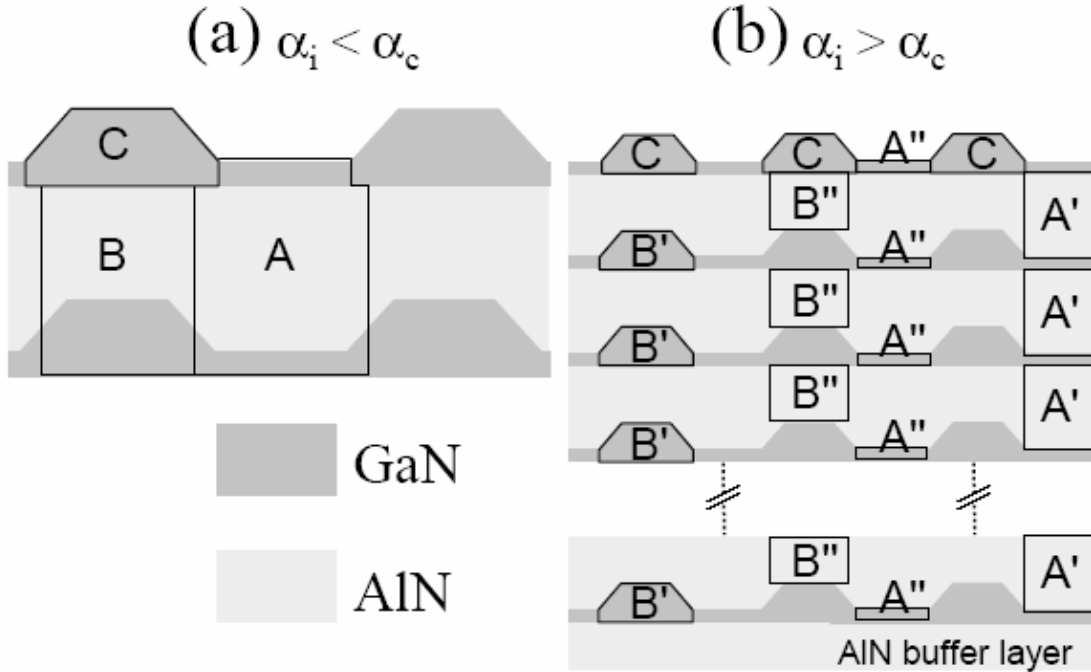 (a) αi < αc
(b) αi > αc
C
B
A
GaN
AlN
C C A" C
B" A'
B' A"
B" A'
B' A"
B" A'
B' A"
B" A'
B' A"
AlN buffer layer